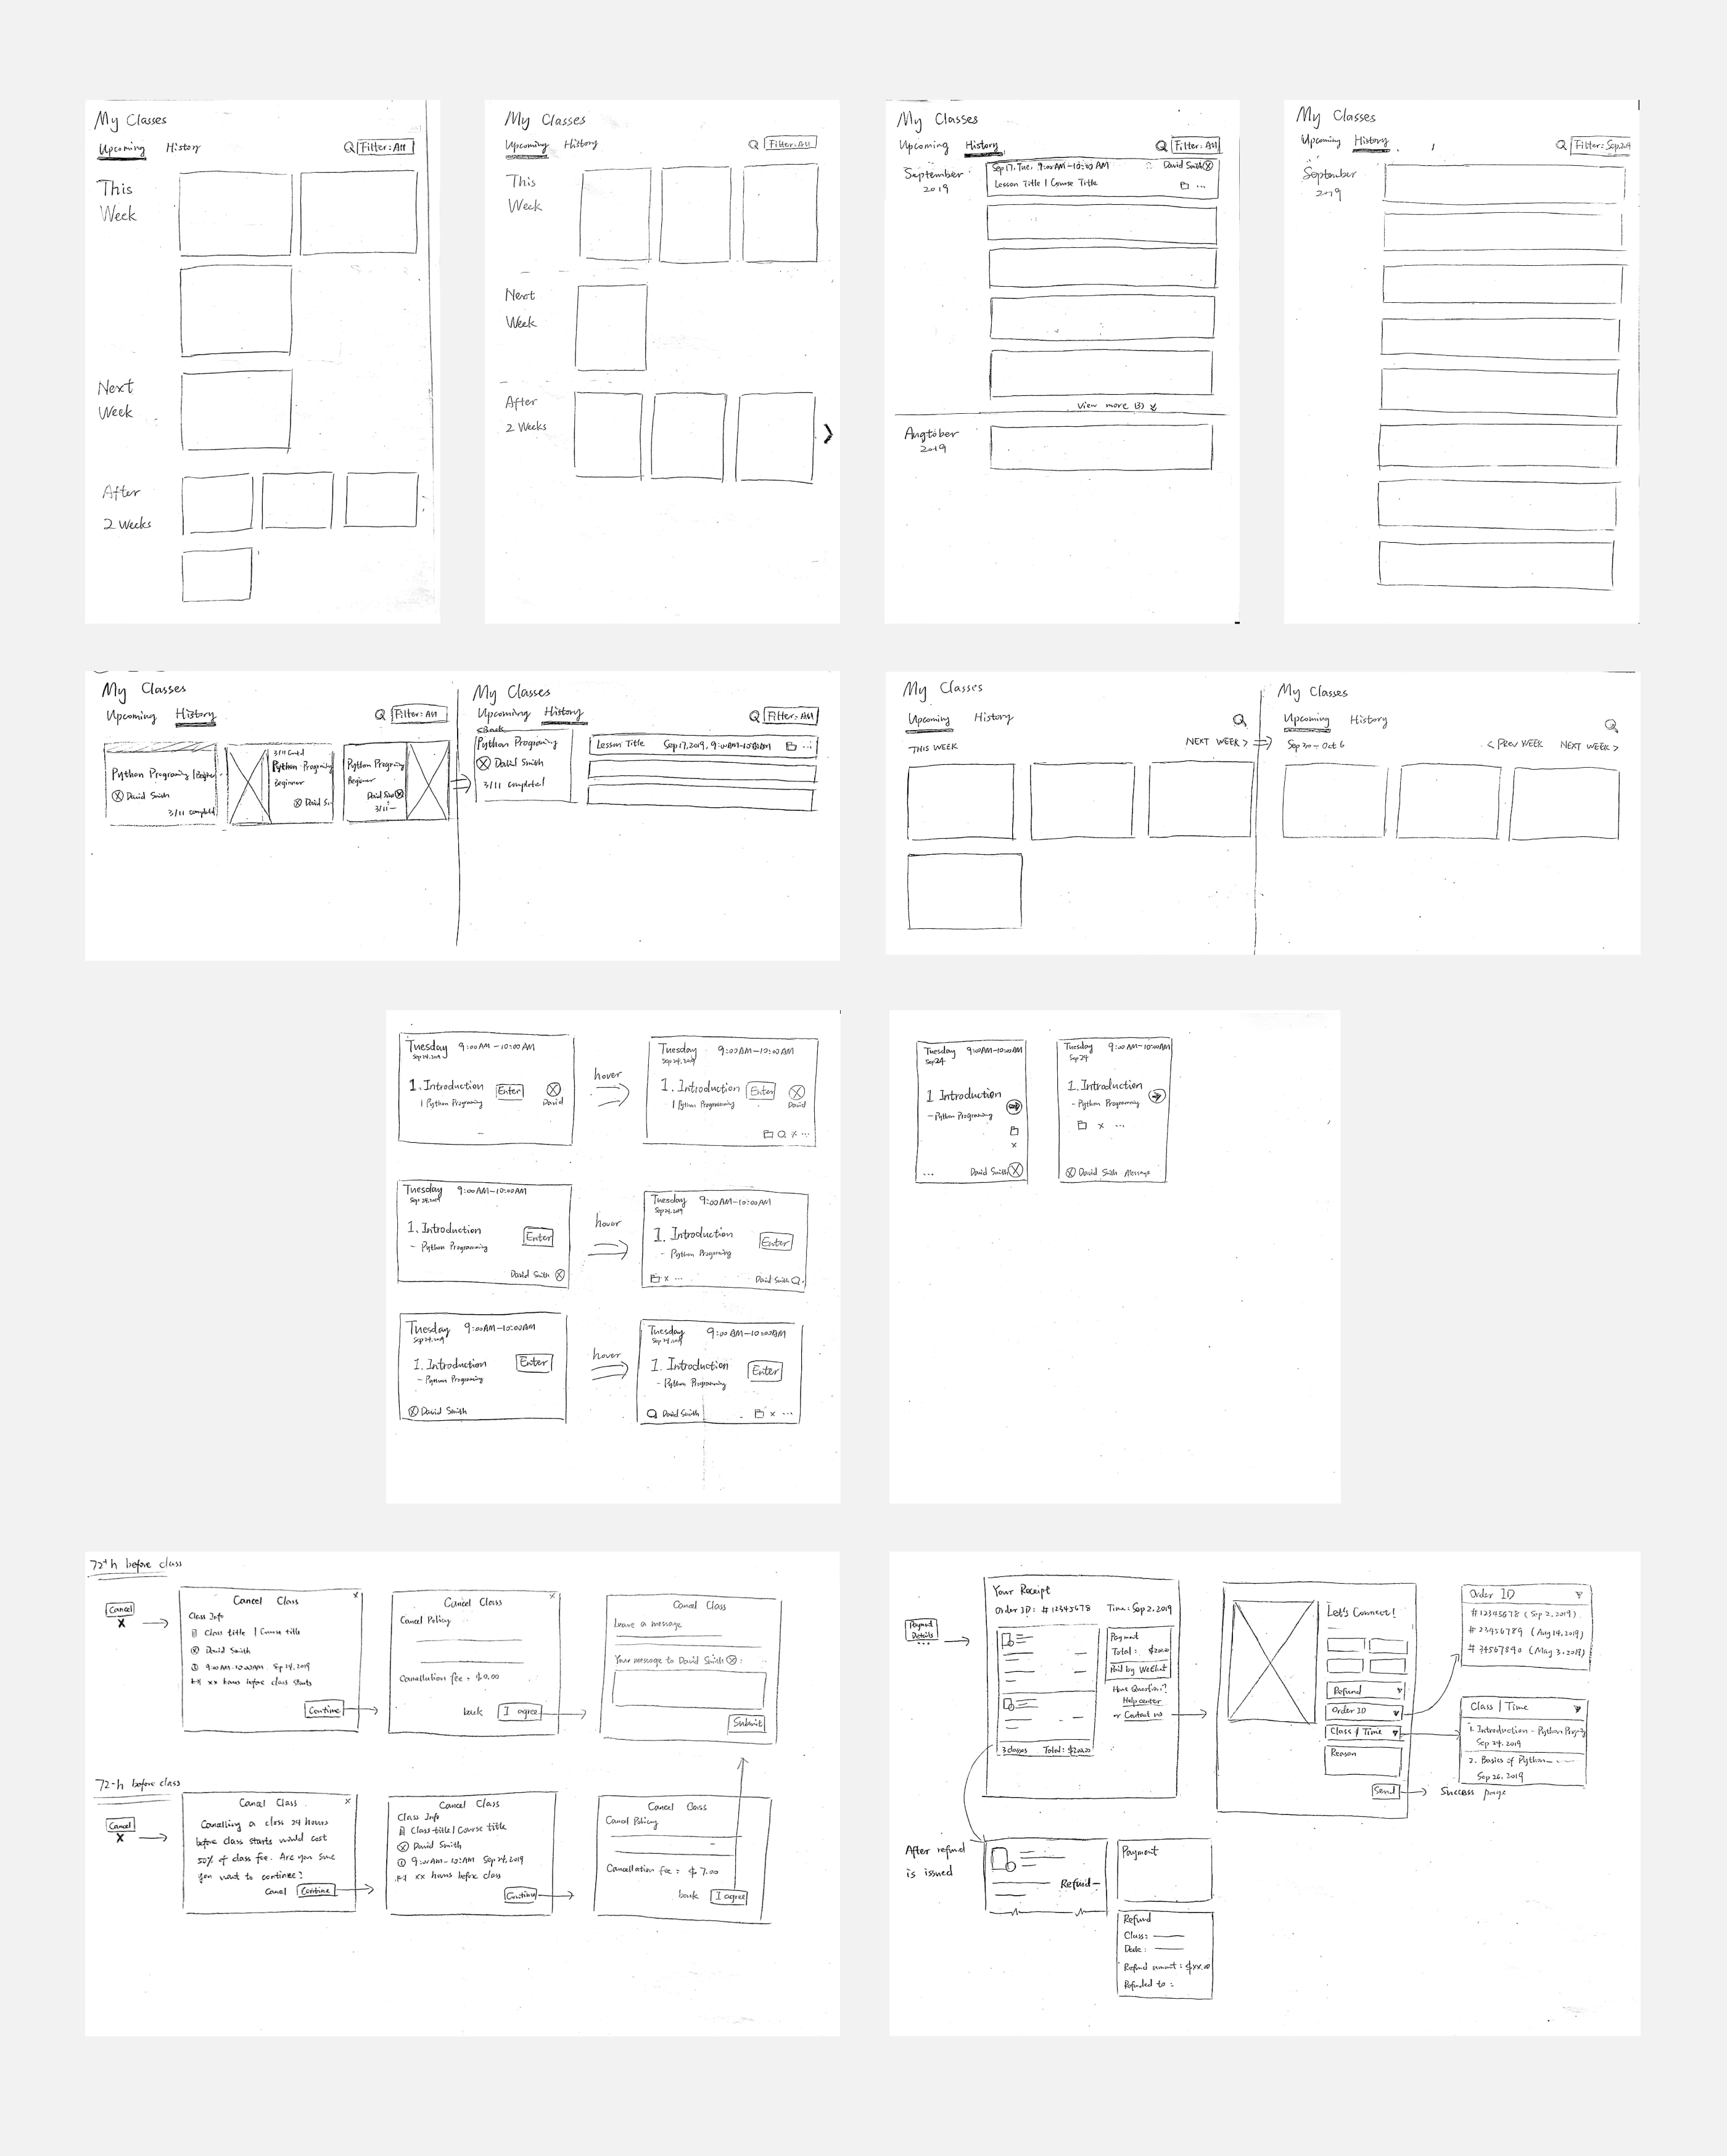 My Classes
Upcoming History Filter: All
This
Week
Next
Week
After
2 Weeks
My Classes
Upcoming History Filter: All
This
Week
Next
Week
After
2 Weeks
My Classes
Upcoming History Filter: All
September
2019
Sep 17, Tue, 9:00AM-10:00 AM David Smith
Lesson Title | Course Title
...
View more (3)
Augtober
2019
My Classes
Upcoming History Filter: Sep 2019
September
2019
My Classes
Upcoming History Filter: All
Python Programing |
David Smith
3/11 completed
3/11
Python Programing
Beginner
David S.
Python Programing
Beginner
David Smith
3/11 —
My Classes
Upcoming History Filter: All
<Back
Python Programing
David Smith
3/11 completed
Lesson Title Sep 17, 2019, 9:00AM-10:00AM ...
My Classes
Upcoming History
THIS WEEK NEXT WEEK >
My Classes
Upcoming History
Sep 30 - Oct 6 < PREV WEEK NEXT WEEK >
Tuesday 9:00AM-10:00AM
Sep 24, 2019
1. Introduction Enter
| Python Programing David
hover
Tuesday 9:00AM-10:00AM
Sep 24, 2019
1. Introduction Enter
| Python Programing David
x ...
Tuesday 9:00AM-10:00AM
Sep 24, 2019
1. Introduction Enter
- Python Programing
David Smith
hover
Tuesday 9:00AM-10:00AM
Sep 24, 2019
1. Introduction Enter
- Python Programing
x ... David Smith
Tuesday 9:00AM-10:00AM
Sep 24, 2019
1. Introduction Enter
- Python Programing
David Smith
hover
Tuesday 9:00AM-10:00AM
Sep 24, 2019
1. Introduction Enter
- Python Programing
David Smith x ...
Tuesday 9:00AM-10:00AM
Sep 24
1 Introduction
- Python Programing
x
... David Smith
Tuesday 9:00 AM-10:00AM
Sep 24
1. Introduction
- Python Programing
x ...
David Smith Message
72+h before class
Cancel
X
Cancel Class x
Class Info
Class title | Course title
David Smith
9:00AM-10:00AM, Sep 24, 2019
xx hours before class starts
Continue
Cancel Class x
Cancel Policy
Cancellation fee: $0.00
back I agree
Cancel Class
Leave a message
Your message to David Smith :
Submit
72-h before class
Cancel
X
Cancel Class x
Cancelling a class 24 hours
before class starts would cost
50% of class fee. Are you sure
you want to continue?
Cancel Continue
Cancel Class
Class Info
Class title | Course title
David Smith
9:00AM-10:AM Sep 24, 2019
xx hours before class
Continue
Cancel Class
Cancel Policy
Cancellation fee: $7.00
back I agree
Payment
Details
...
Your Receipt
Order ID: #12345678 Time: Sep 2, 2019
Payment
Total: $200.00
Paid by WeChat
Have Question?
Help center
or Contact us
3 classes Total: $200.00
Let's Connect!
Refund
Order ID
Class / Time
Reason
Send
Success page
Order ID
#12345678 (Sep 2, 2019)
#23456789 (Aug 14, 2019)
#34567890 (May 3, 2019)
Class | Time
1. Introduction - Python Prog
Sep 24, 2019
2. Basics of Python
Sep 26, 2019
After refund
is issued
Refund
Payment
Refund
Class:
Date:
Refund amount: $xx.00
Refunded to: